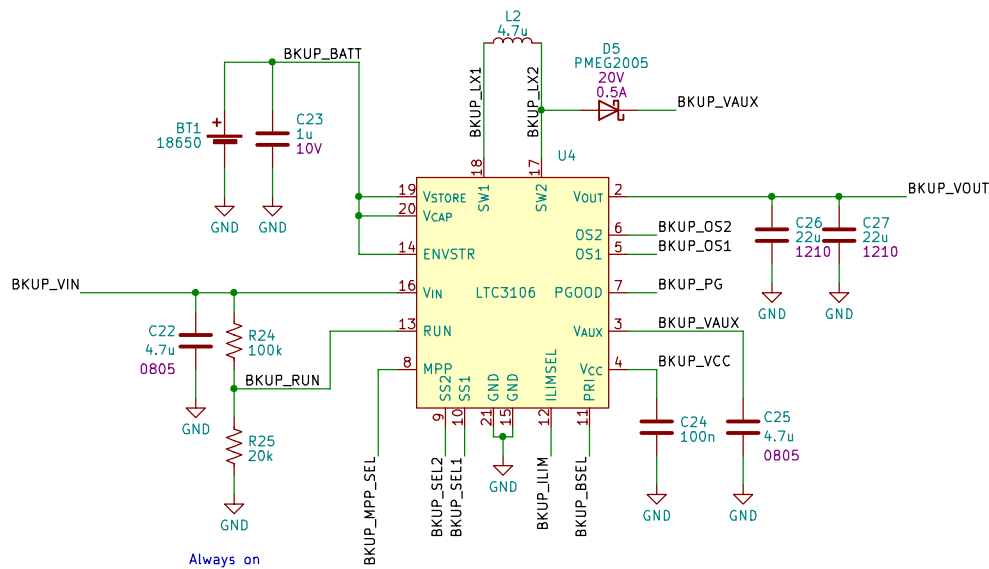 L2
4.7u
BKUP_BATT
BKUP_LX1
BKUP_LX2
D5
PMEG2005
20V
0.5A
BKUP_VAUX
BT1
18650
+
C23
1u
10V
GND
GND
U4
18
17
SW1
SW2
19
VSTORE
20
VCAP
14
ENVSTR
16
VIN
13
RUN
8
MPP
LTC3106
VOUT
2
OS2
6
OS1
5
PGOOD
7
VAUX
3
VCC
4
SS2
SS1
GND
GND
ILIMSEL
PRI
9
10
21
15
12
11
BKUP_VOUT
BKUP_OS2
BKUP_OS1
BKUP_PG
BKUP_VAUX
BKUP_VCC
C26
22u
1210
C27
22u
1210
GND
GND
BKUP_VIN
C22
4.7u
0805
R24
100k
BKUP_RUN
GND
R25
20k
GND
BKUP_MPP_SEL
BKUP_SEL2
BKUP_SEL1
GND
BKUP_ILIM
BKUP_BSEL
C24
100n
C25
4.7u
0805
GND
GND
Always on